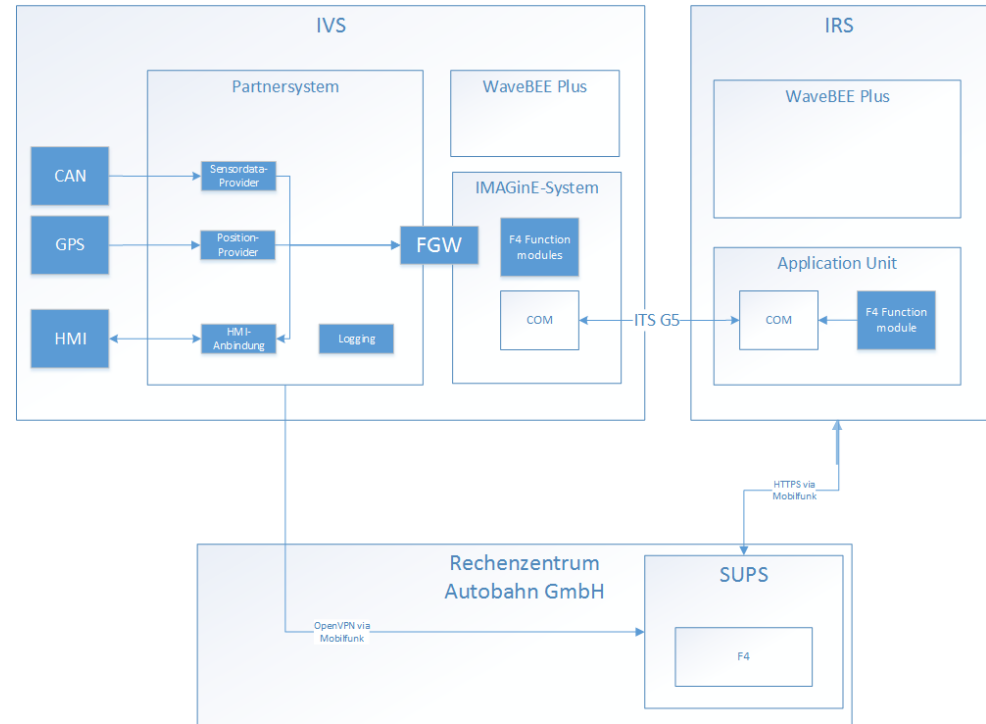 IVS
Partnersystem
WaveBEE Plus
CAN
Sensordata-
Provider
GPS
Position-
Provider
HMI
HMI-
Anbindung
Logging
FGW
IMAGinE-System
F4 Function
modules
COM
ITS G5
IRS
WaveBEE Plus
Application Unit
COM
F4 Function
module
HTTPS via
Mobilfunk
Rechenzentrum
Autobahn GmbH
OpenVPN via
Mobilfunk
SUPS
F4